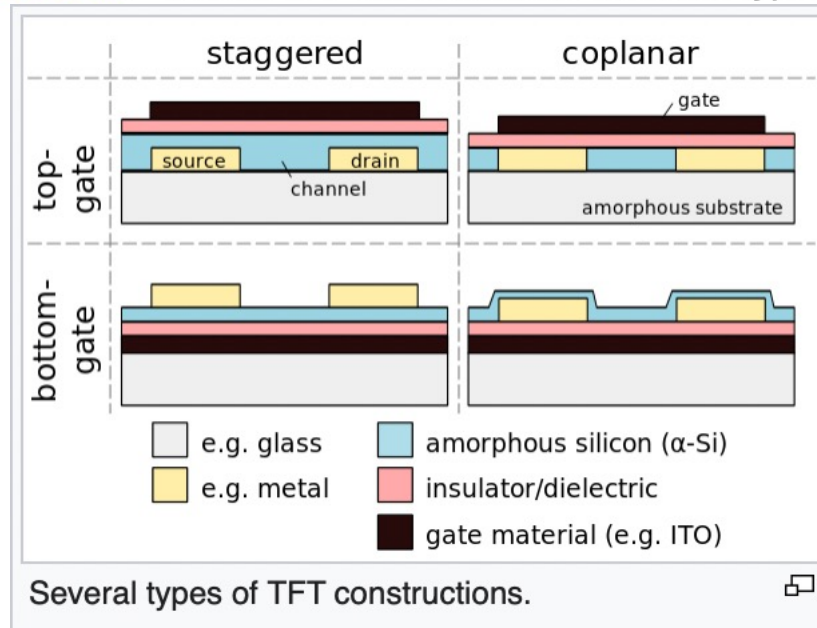 staggered
coplanar
top-
gate
source
drain
channel
gate
amorphous substrate
bottom-
gate
e.g. glass
amorphous silicon (α-Si)
e.g. metal
insulator/dielectric
gate material (e.g. ITO)
Several types of TFT constructions.